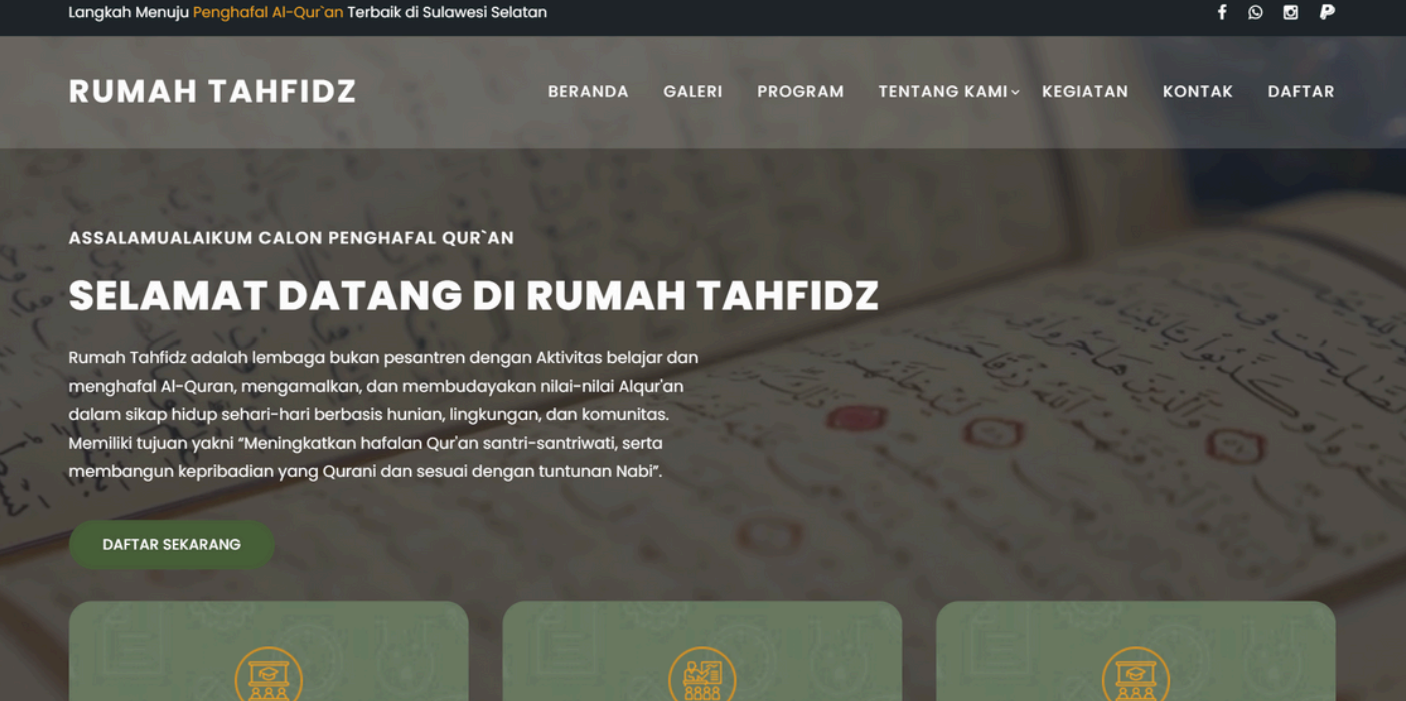 Langkah Menuju Penghafal Al-Qur`an Terbaik di Sulawesi Selatan
RUMAH TAHFIDZ
BERANDA GALERI PROGRAM TENTANG KAMI KEGIATAN KONTAK DAFTAR
ASSALAMUALAIKUM CALON PENGHAFAL QUR`AN
SELAMAT DATANG DI RUMAH TAHFIDZ
Rumah Tahfidz adalah lembaga bukan pesantren dengan Aktivitas belajar dan
menghafal Al-Quran, mengamalkan, dan membudayakan nilai-nilai Alqur'an
dalam sikap hidup sehari-hari berbasis hunian, lingkungan, dan komunitas.
Memiliki tujuan yakni “Meningkatkan hafalan Qur'an santri-santriwati, serta
membangun kepribadian yang Qurani dan sesuai dengan tuntunan Nabi”.
DAFTAR SEKARANG